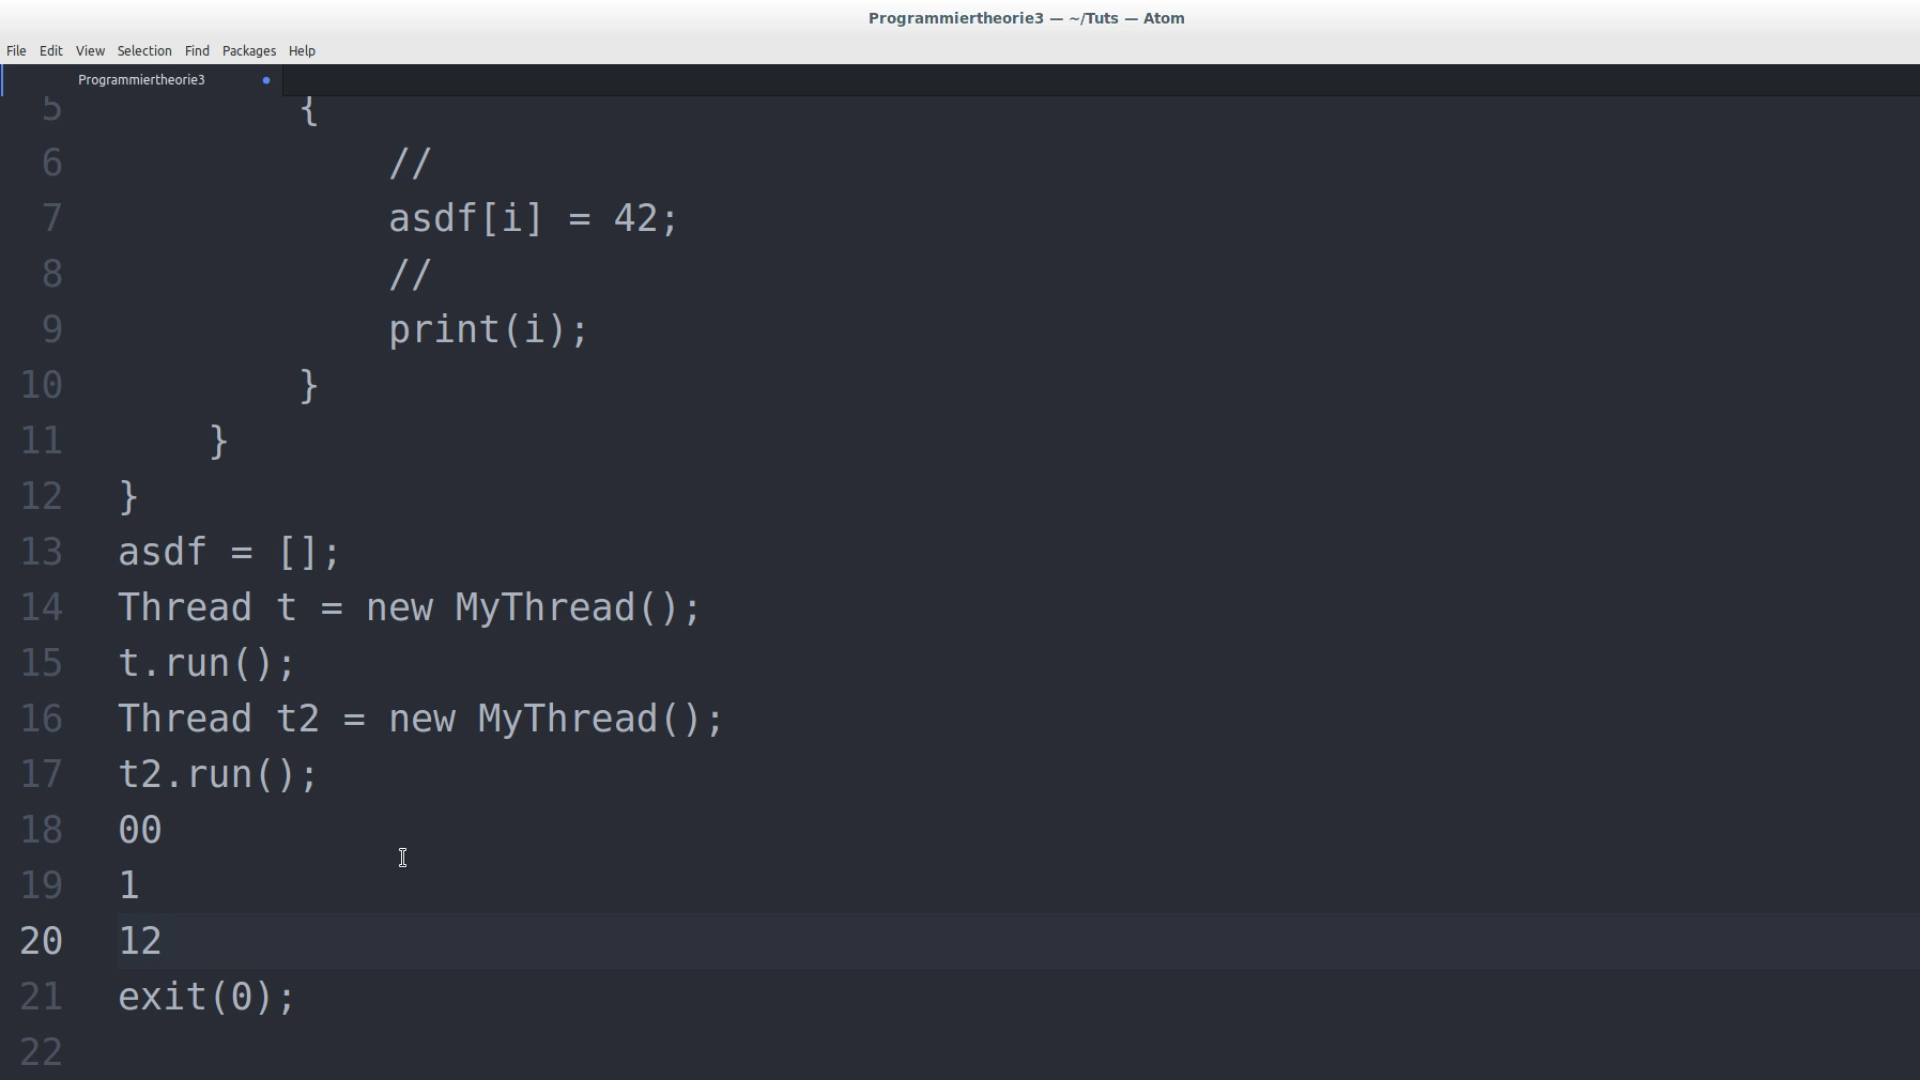 Programmiertheorie3 — ~/Tuts — Atom
File Edit View Selection Find Packages Help
Programmiertheorie3
5 {
6 //
7 asdf[i] = 42;
8 //
9 print(i);
10 }
11 }
12 }
13 asdf = [];
14 Thread t = new MyThread();
15 t.run();
16 Thread t2 = new MyThread();
17 t2.run();
18 00
19 1
20 12
21 exit(0);
22